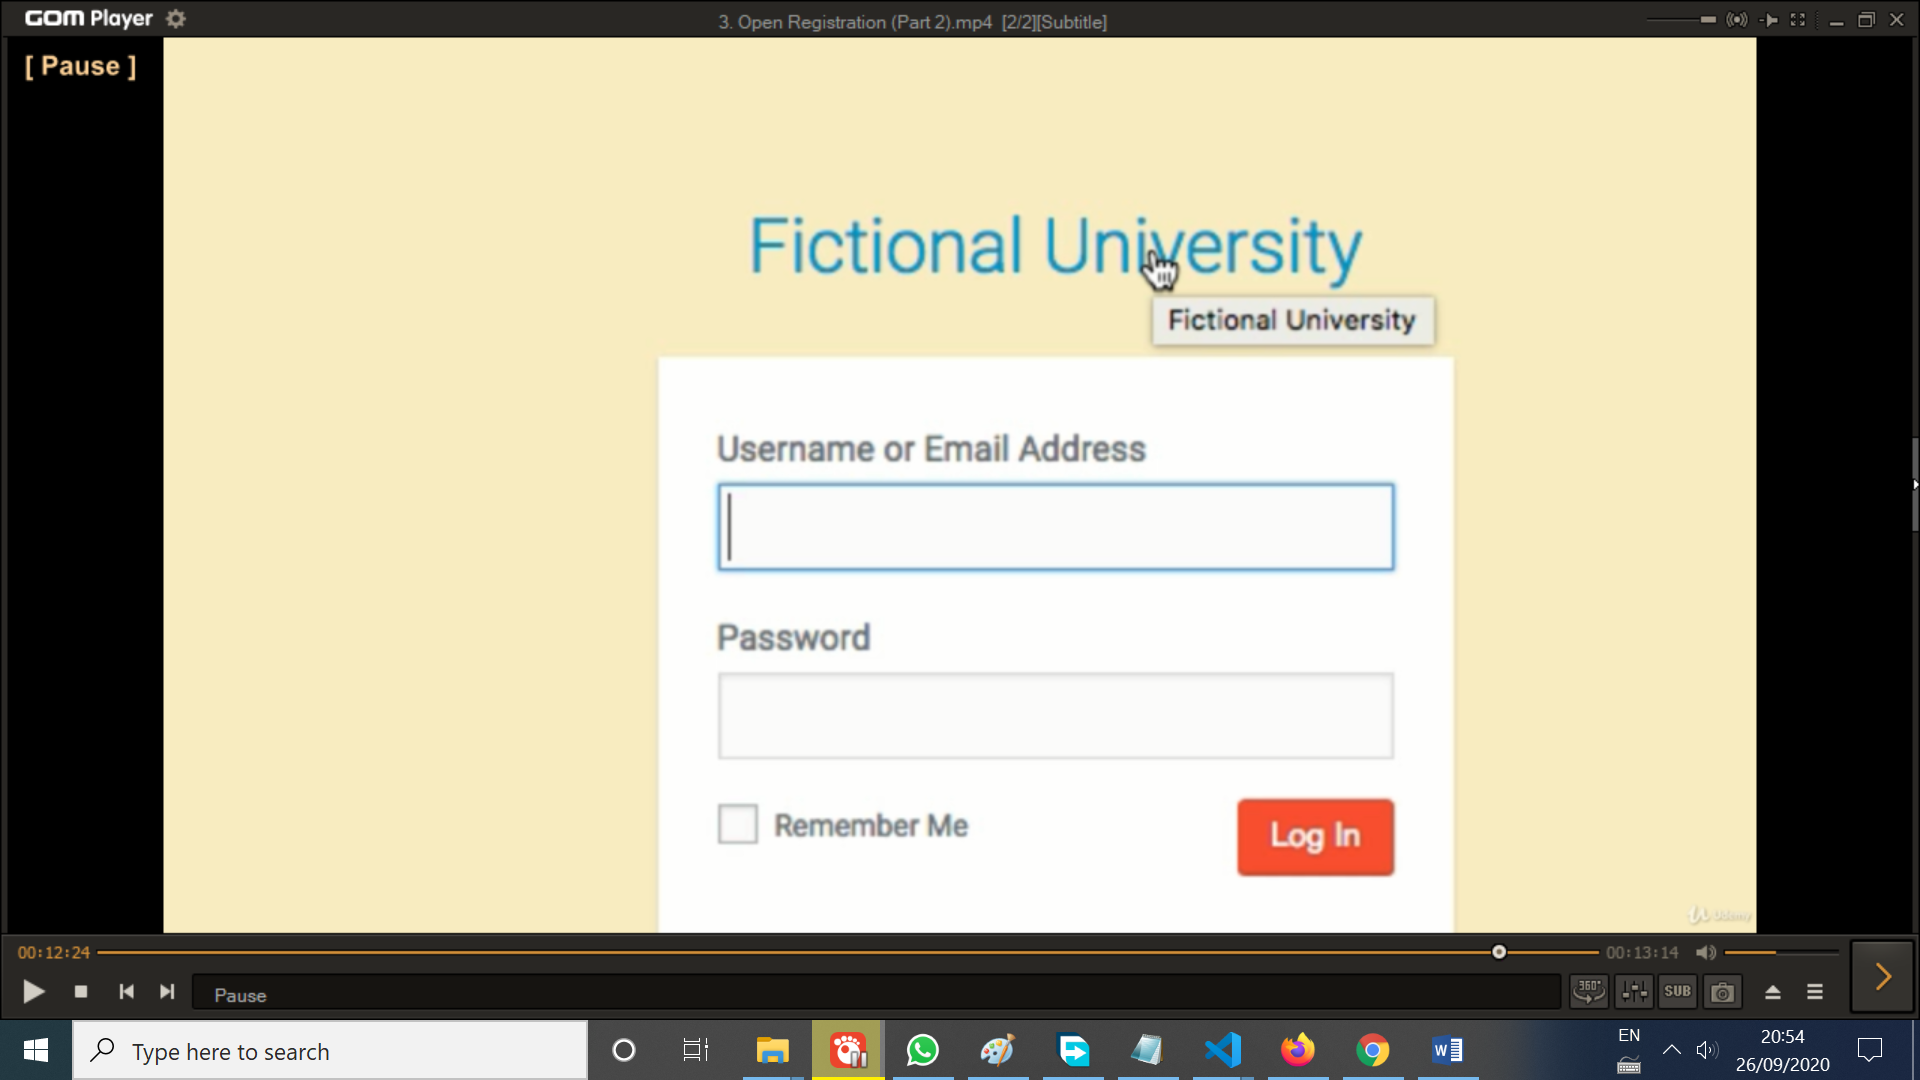 GOM Player
3. Open Registration (Part 2).mp4 [2/2][Subtitle]
[ Pause ]
Fictional University
Fictional University
Username or Email Address
Password
Remember Me
Log In
Udemy
00:12:24
00:13:14
Pause
360°
SUB
Type here to search
EN
20:54
26/09/2020